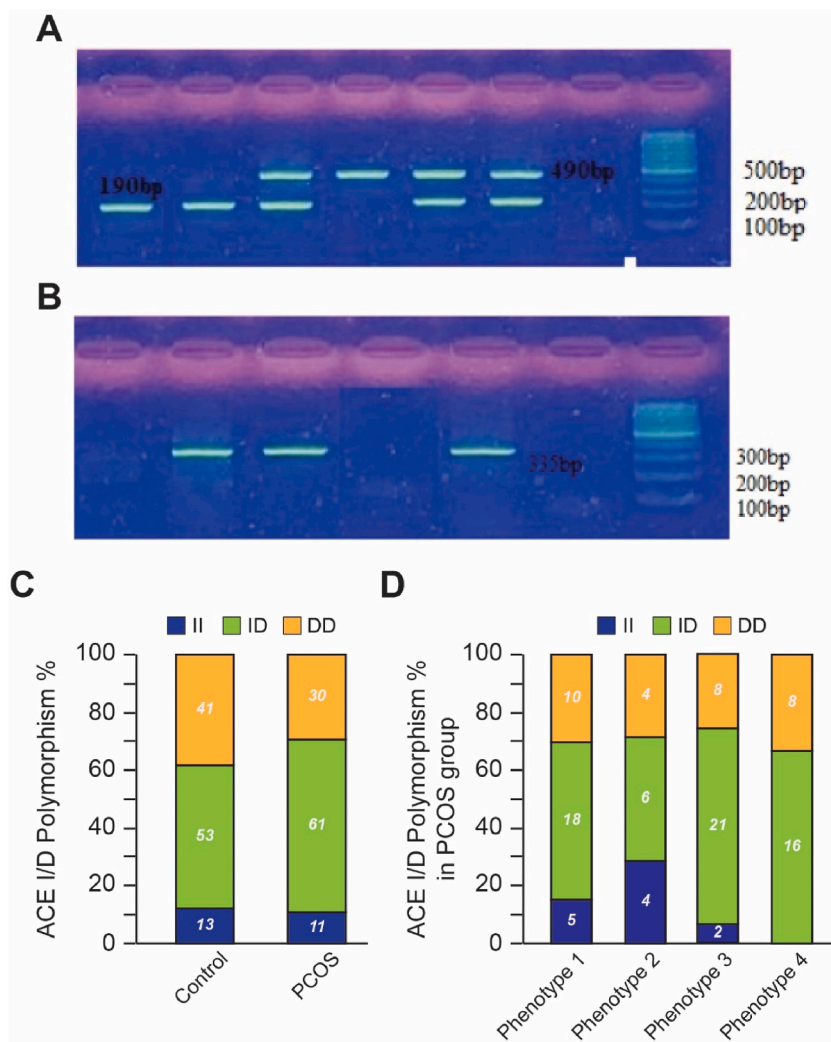 A
190bp
490bp
500bp
200bp
100bp
B
335bp
300bp
200bp
100bp
C
II ID DD
ACE I/D Polymorphism %
100
80
60
40
20
0
41
53
13
30
61
11
Control
PCOS
D
II ID DD
ACE I/D Polymorphism %
in PCOS group
100
80
60
40
20
0
10
18
5
4
6
4
8
21
2
8
16
Phenotype 1
Phenotype 2
Phenotype 3
Phenotype 4